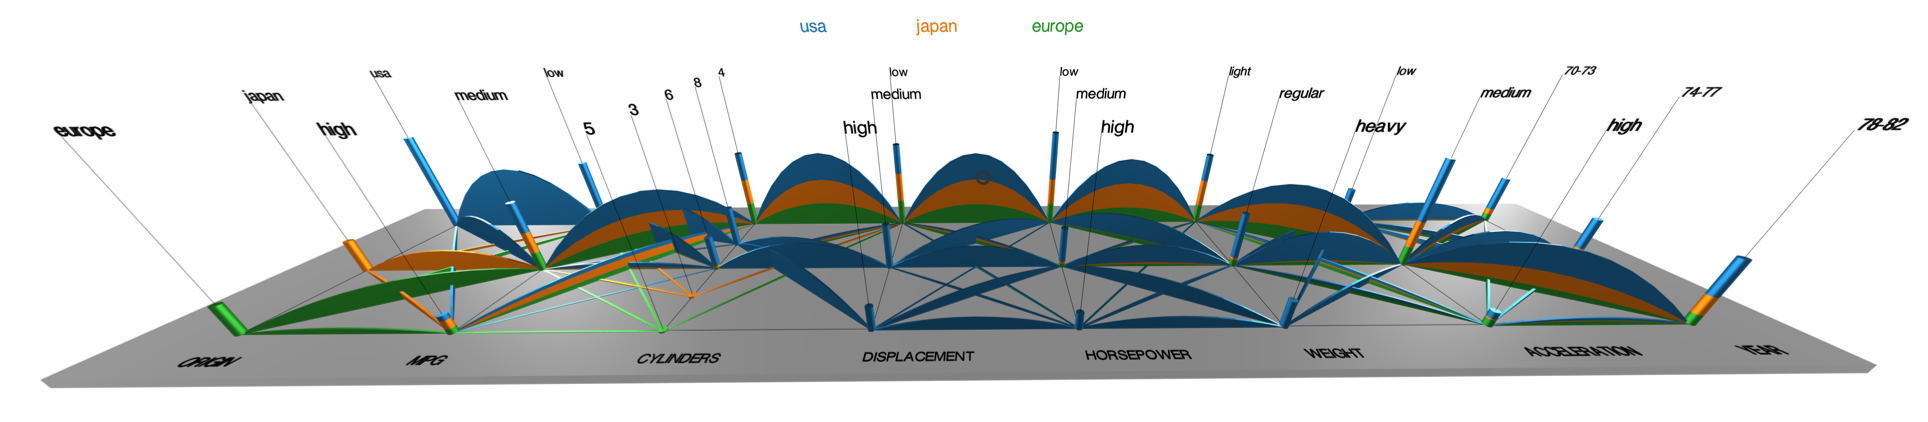 usa japan europe
usa low 4 low low light low 70-73
japan medium 8 medium medium regular medium 74-77
6
3
europe high 5 high high heavy high 78-82
ORIGIN MPG CYLINDERS DISPLACEMENT HORSEPOWER WEIGHT ACCELERATION YEAR